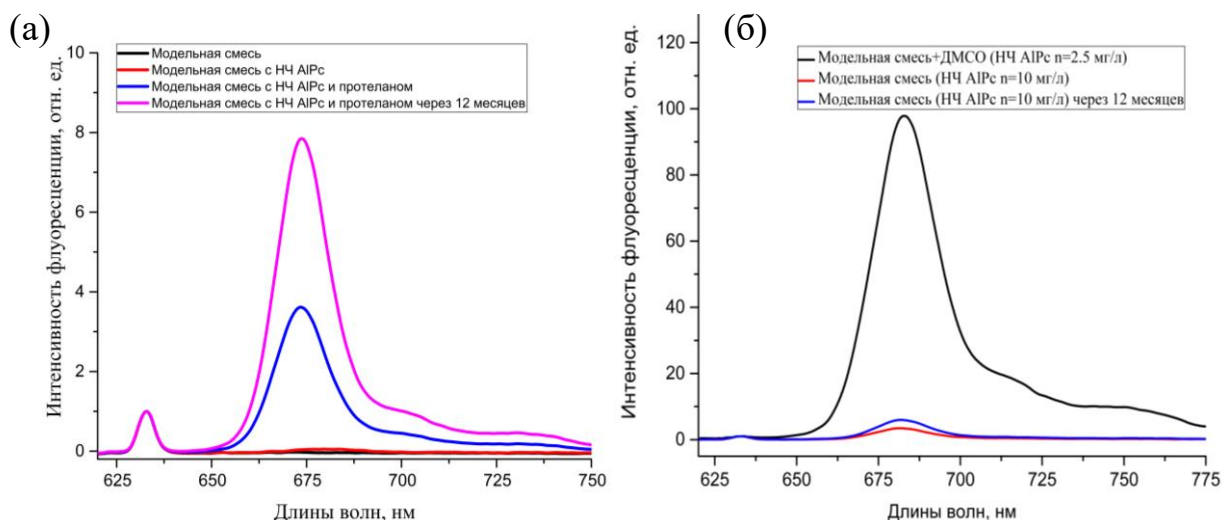 (а)
Модельная смесь
Модельная смесь с НЧ AlPc
Модельная смесь с НЧ AlPc и протеланом
Модельная смесь с НЧ AlPc и протеланом через 12 месяцев
10
8
6
4
2
0
Интенсивность флуоресценции, отн. ед.
625 650 675 700 725 750
Длины волн, нм
(б)
Модельная смесь+ДМСО (НЧ AlPc n=2.5 мг/л)
Модельная смесь (НЧ AlPc n=10 мг/л)
Модельная смесь (НЧ AlPc n=10 мг/л) через 12 месяцев
120
100
80
60
40
20
0
Интенсивность флуоресценции, отн. ед.
625 650 675 700 725 750 775
Длины волн, нм